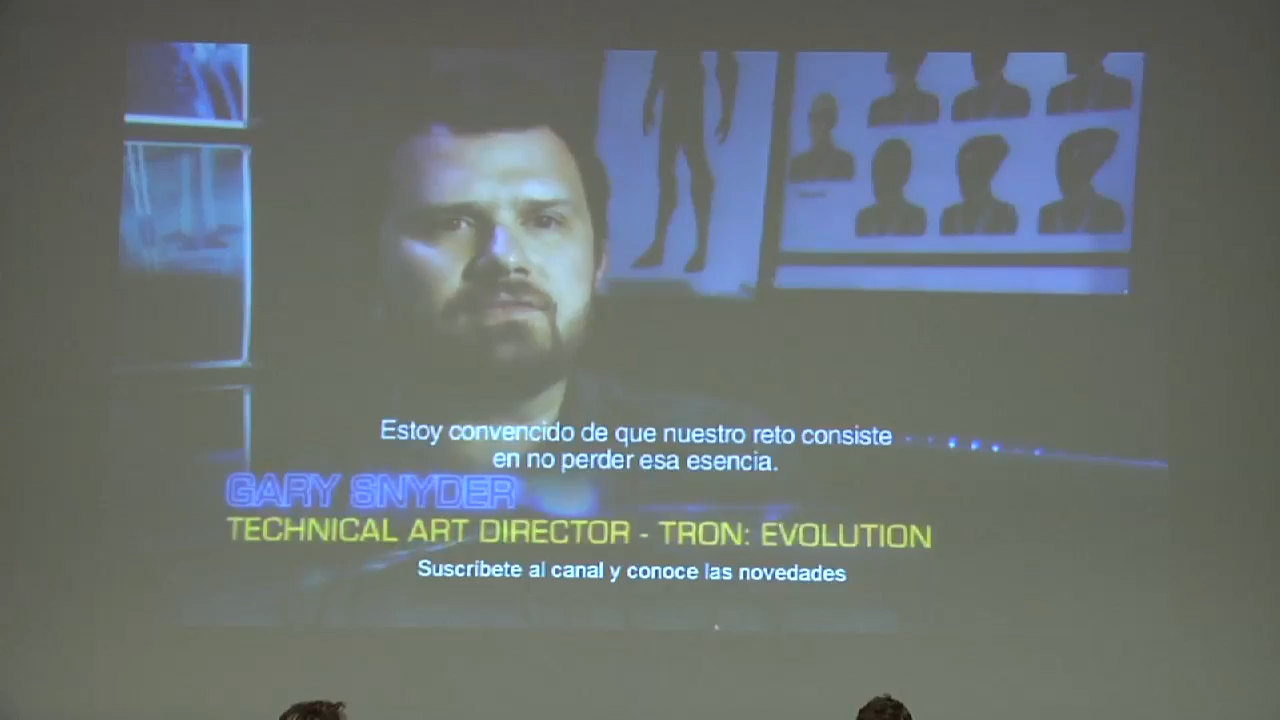 Estoy convencido de que nuestro reto consiste
en no perder esa esencia.
GARY SNYDER
TECHNICAL ART DIRECTOR - TRON: EVOLUTION
Suscribete al canal y conoce las novedades